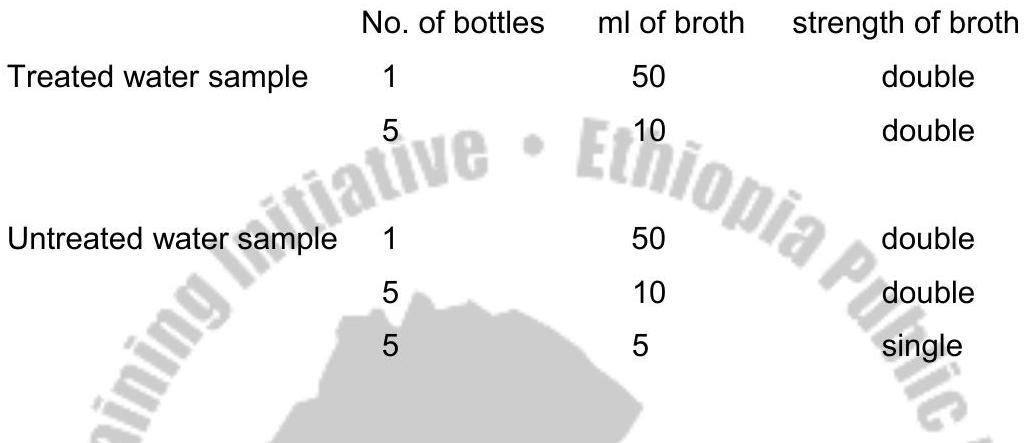 No. of bottles ml of broth strength of broth
Treated water sample 1 50 double
5 10 double
Untreated water sample 1 50 double
5 10 double
5 5 single
ining Initiative • Ethiopia Public